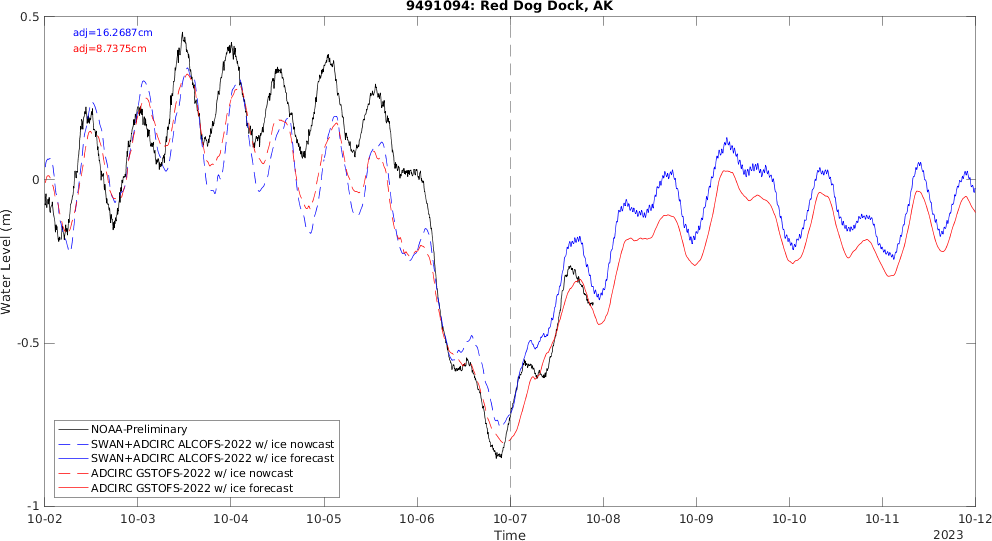 9491094: Red Dog Dock, AK
adj=16.2687cm
adj=8.7375cm
Water Level (m)
0.5
0
-0.5
-1
NOAA-Preliminary
SWAN+ADCIRC ALCOFS-2022 w/ ice nowcast
SWAN+ADCIRC ALCOFS-2022 w/ ice forecast
ADCIRC GSTOFS-2022 w/ ice nowcast
ADCIRC GSTOFS-2022 w/ ice forecast
10-02 10-03 10-04 10-05 10-06 10-07 10-08 10-09 10-10 10-11 10-12
Time
2023